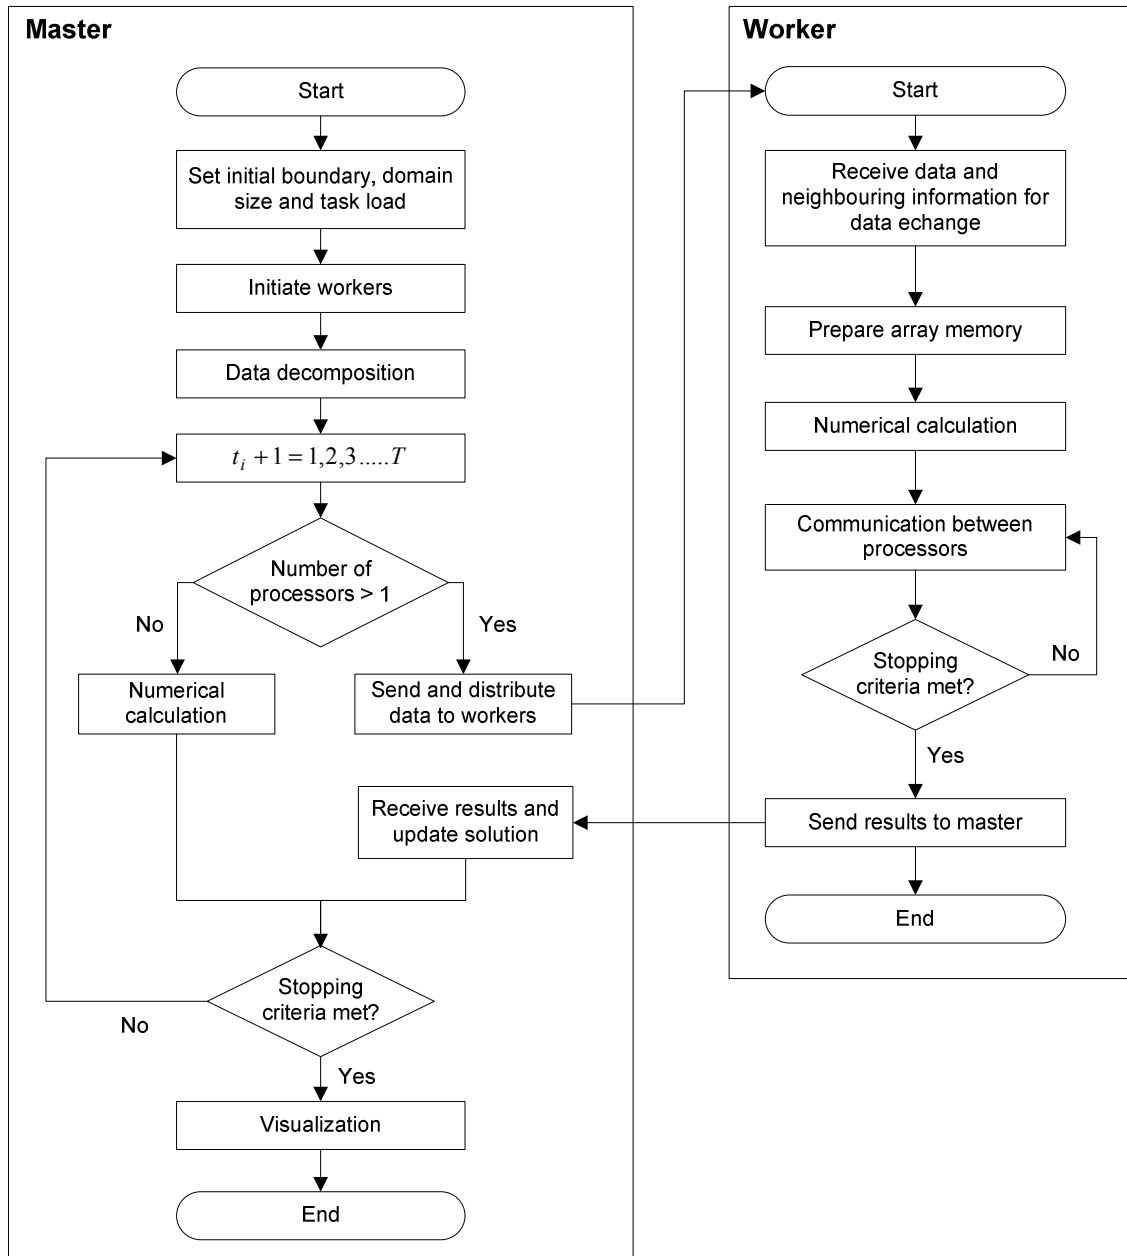 Master
Start
Set initial boundary, domain
size and task load
Initiate workers
Data decomposition
t_i + 1 = 1,2,3.....T
Number of
processors > 1
No
Yes
Numerical
calculation
Send and distribute
data to workers
Receive results and
update solution
Stopping
criteria met?
No
Yes
Visualization
End
Worker
Start
Receive data and
neighbouring information for
data echange
Prepare array memory
Numerical calculation
Communication between
processors
Stopping
criteria met?
No
Yes
Send results to master
End